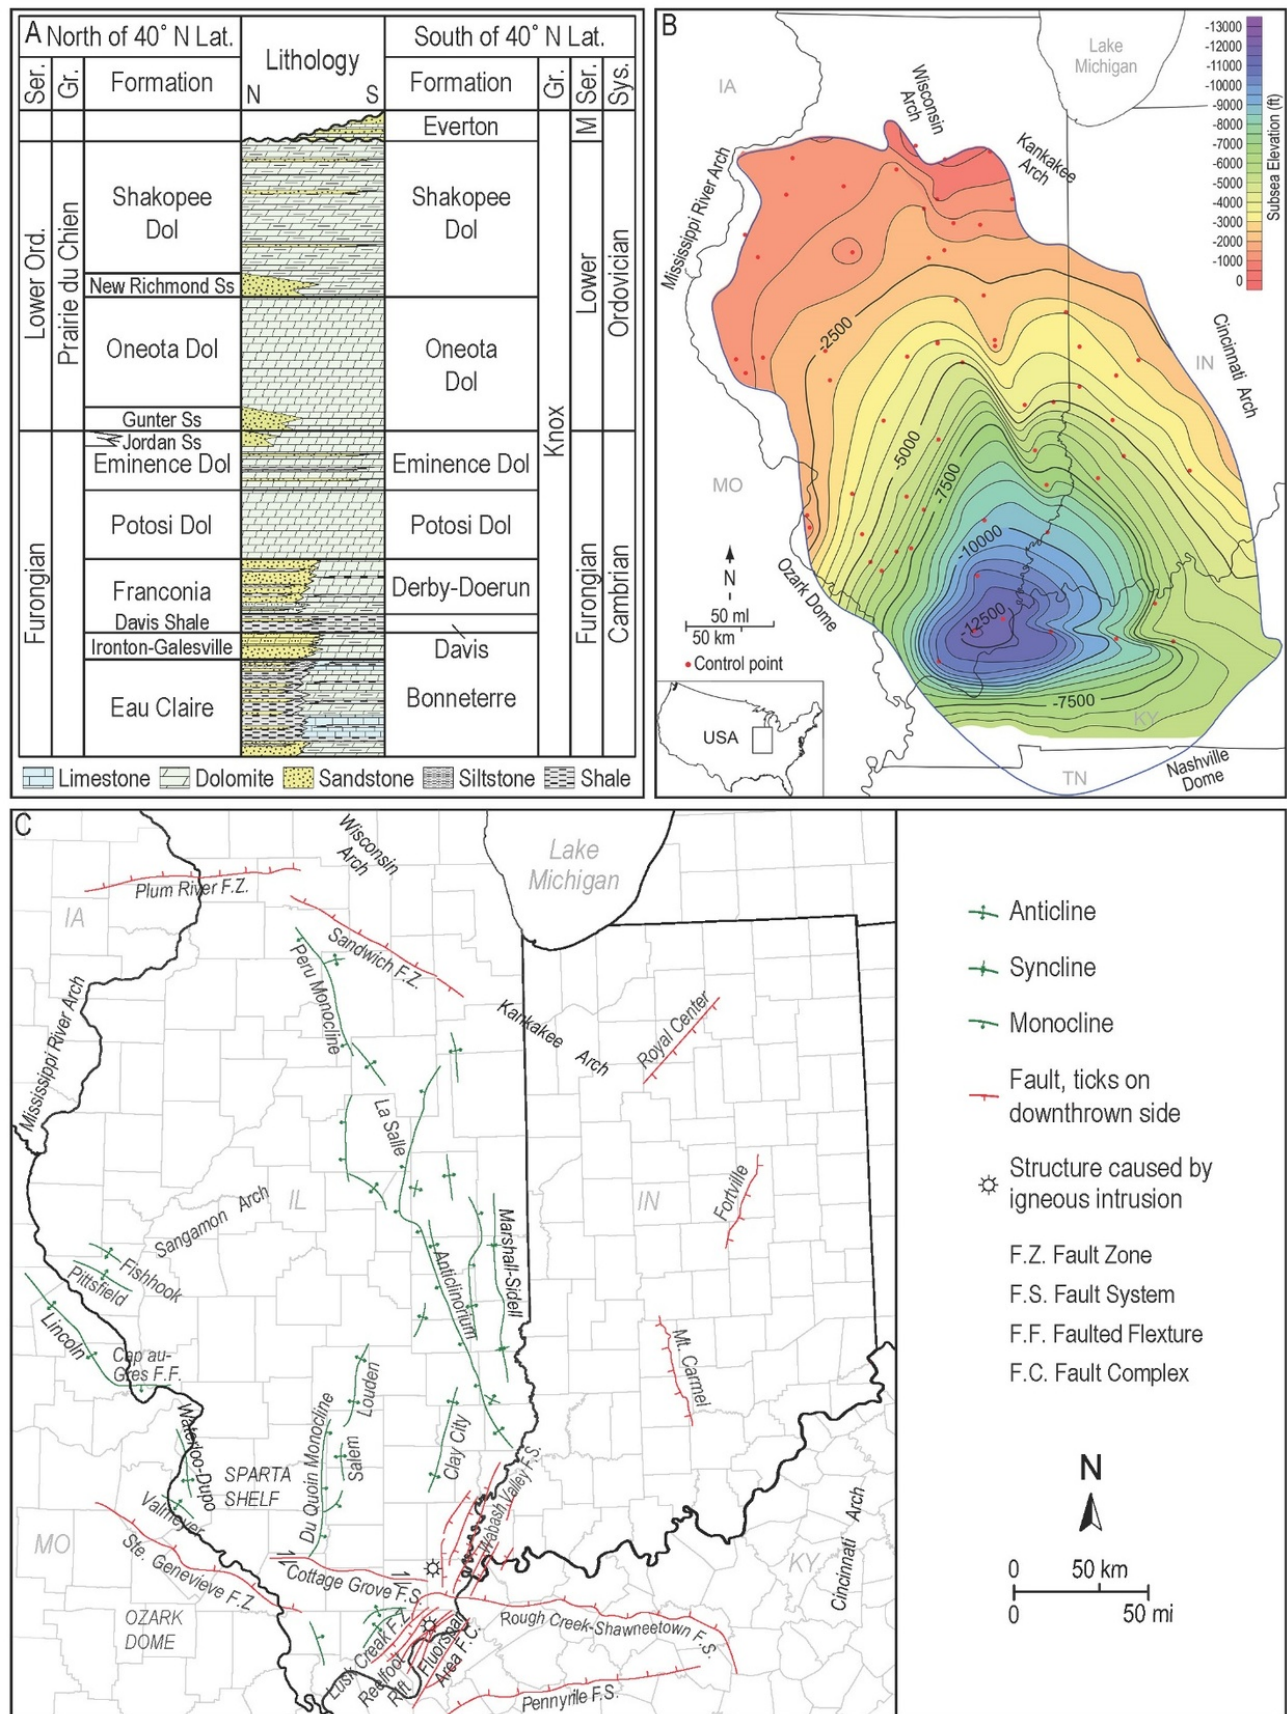 A North of 40° N Lat.
Lithology
South of 40° N Lat.
Ser.
Gr.
Formation
N
S
Formation
Gr.
Ser.
Sys.
Everton
M
Shakopee
Dol
Shakopee
Dol
New Richmond Ss
Lower Ord.
Prairie du Chien
Lower
Ordovician
Oneota Dol
Oneota
Dol
Gunter Ss
Knox
Jordan Ss
Eminence Dol
Eminence Dol
Potosi Dol
Potosi Dol
Furongian
Furongian
Cambrian
Franconia
Derby-Doerun
Davis Shale
Ironton-Galesville
Davis
Eau Claire
Bonneterre
Limestone
Dolomite
Sandstone
Siltstone
Shale
B
IA
Wisconsin
Arch
Lake
Michigan
Kankakee
Arch
Mississippi River Arch
-13000
-12000
-11000
-10000
-9000
-8000
-7000
-6000
-5000
-4000
-3000
-2000
-1000
0
Subsea Elevation (ft)
-2500
IN
Cincinnati Arch
-5000
-7500
MO
-10000
Ozark Dome
-12500
N
50 mI
50 km
Control point
-7500
KY
USA
TN
Nashville
Dome
C
Wisconsin
Arch
Lake
Michigan
Plum River F.Z.
IA
Sandwich F.Z.
Peru Monocline
Mississippi River Arch
Kankakee
Arch
Royal Center
La Salle
Sangamon Arch
IL
IN
Fortville
Marshall-Sidell
Fishhook
Pittsfield
Anticlinorium
Lincoln
Cap au-
Gres F.F.
Mt. Carmel
Louden
Waterloo-Dupo
Du Quoin Monocline
Salem
Clay City
SPARTA
SHELF
Wabash Valley F.S.
Valmeyer
MO
Ste. Genevieve F.Z.
Cottage Grove F.S.
KY
Cincinnati Arch
OZARK
DOME
Rough Creek-Shawneetown F.S.
Lusk Creek F.Z.
Reelfoot
Rift
Fluorspar
Area F.C.
Pennyrile F.S.
Anticline
Syncline
Monocline
Fault, ticks on
downthrown side
Structure caused by
igneous intrusion
F.Z. Fault Zone
F.S. Fault System
F.F. Faulted Flexture
F.C. Fault Complex
N
0 50 km
0 50 mi